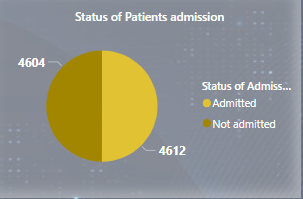 Status of Patients admission
4604
Status of Admiss...
Admitted
Not admitted
4612